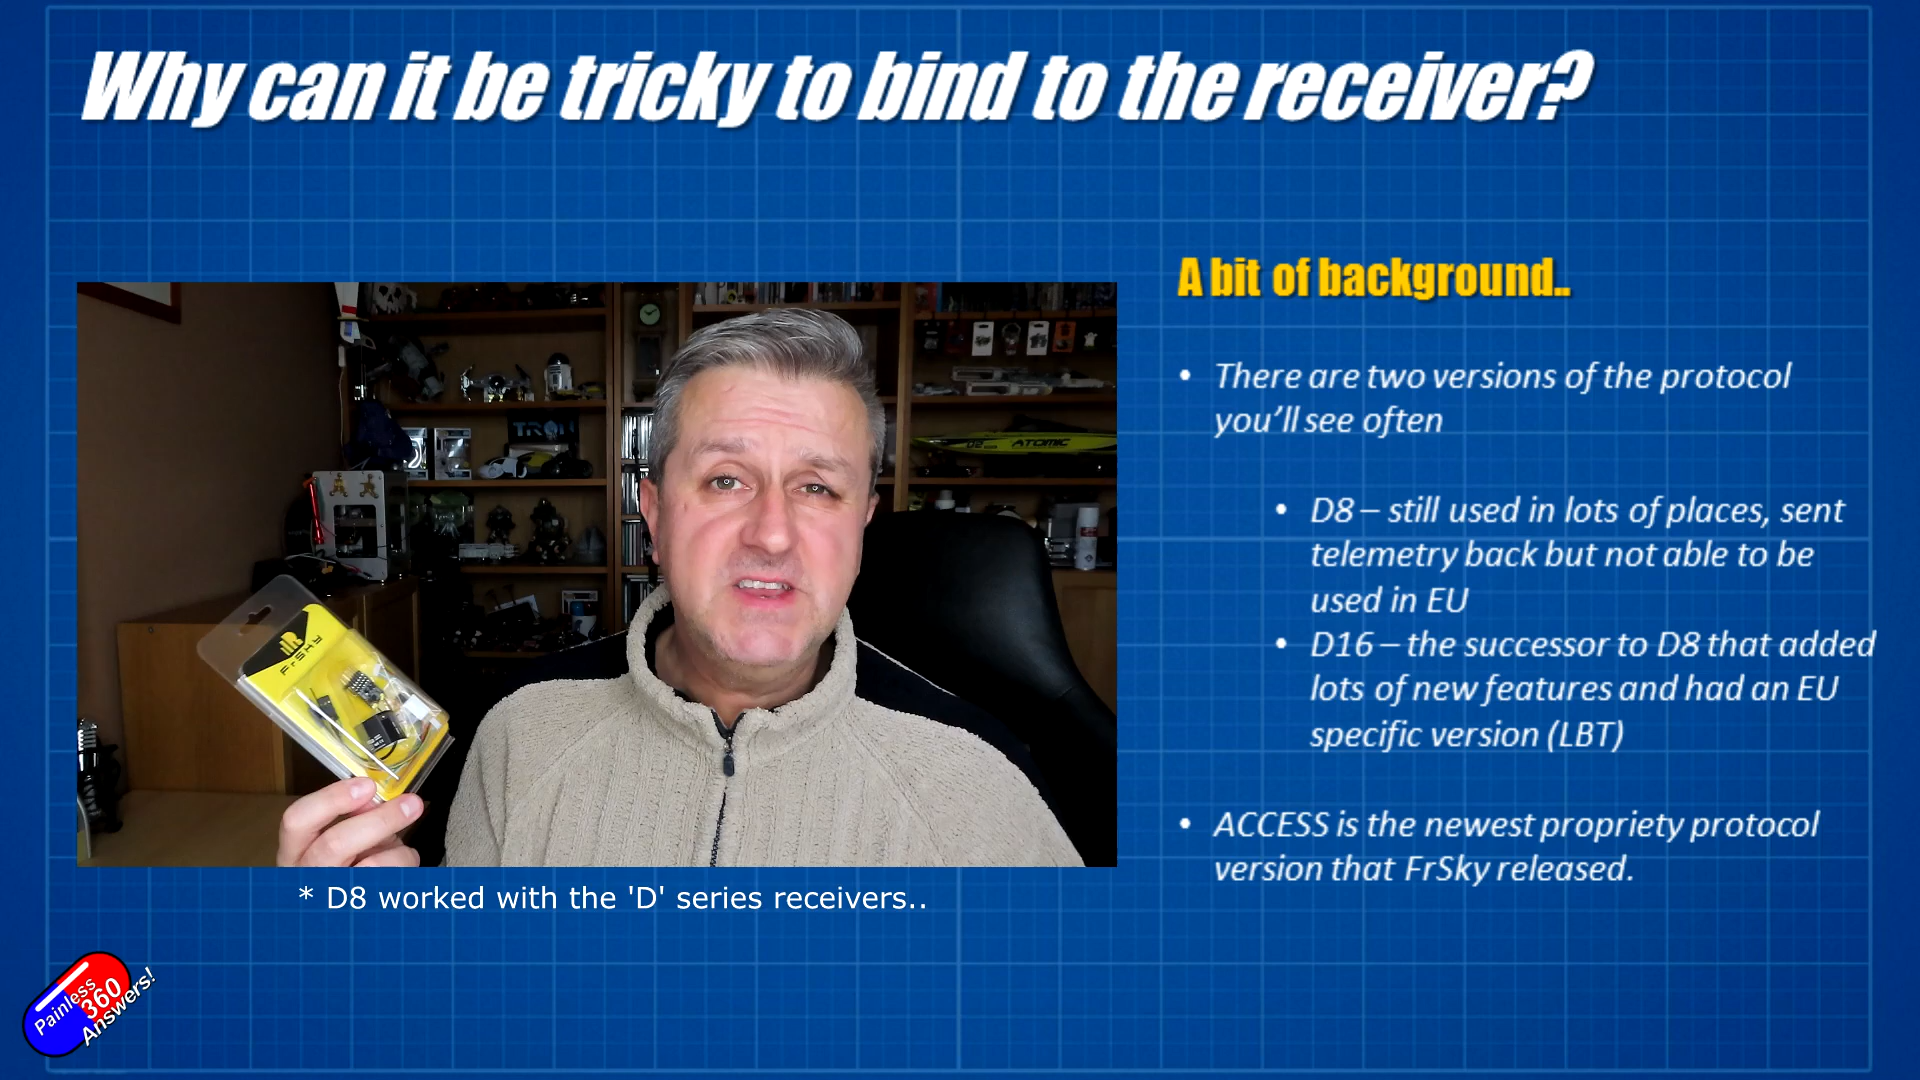 Why can it be tricky to bind to the receiver?
A bit of background..
• There are two versions of the protocol
you'll see often
• D8 – still used in lots of places, sent
telemetry back but not able to be
used in EU
• D16 – the successor to D8 that added
lots of new features and had an EU
specific version (LBT)
• ACCESS is the newest propriety protocol
version that FrSky released.
TRON
ATOMIC
FrSKY
* D8 worked with the 'D' series receivers..
Painless
360
Answers!